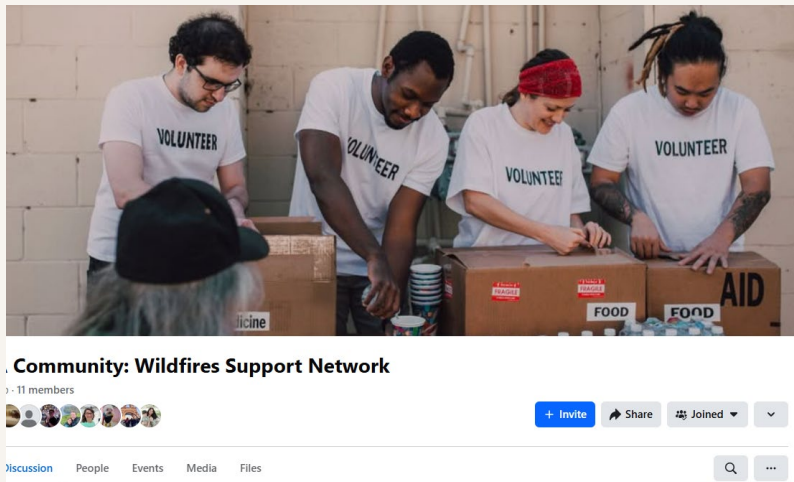 VOLUNTEER
VOLUNTEER
VOLUNTEER
VOLUNTEER
FRAGILE
FRAGILE
AID
FOOD
FOOD
Community: Wildfires Support Network
· 11 members
+ Invite
Share
Joined
Discussion
People
Events
Media
Files